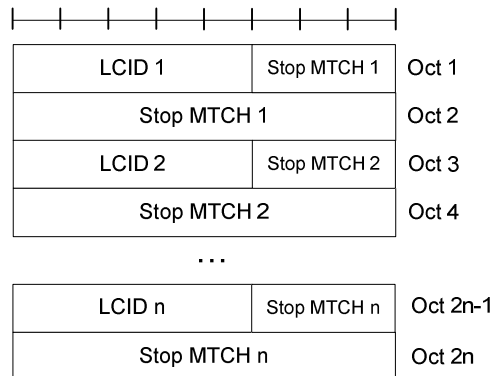 LCID 1 Stop MTCH 1 Oct 1
Stop MTCH 1 Oct 2
LCID 2 Stop MTCH 2 Oct 3
Stop MTCH 2 Oct 4
...
LCID n Stop MTCH n Oct 2n-1
Stop MTCH n Oct 2n